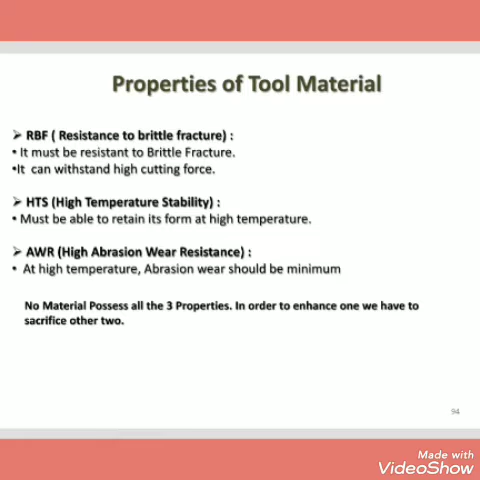 Properties of Tool Material
➢ RBF ( Resistance to brittle fracture) :
• It must be resistant to Brittle Fracture.
•It can withstand high cutting force.
➢ HTS (High Temperature Stability) :
• Must be able to retain its form at high temperature.
➢ AWR (High Abrasion Wear Resistance) :
• At high temperature, Abrasion wear should be minimum
No Material Possess all the 3 Properties. In order to enhance one we have to
sacrifice other two.
94
Made with
VideoShow